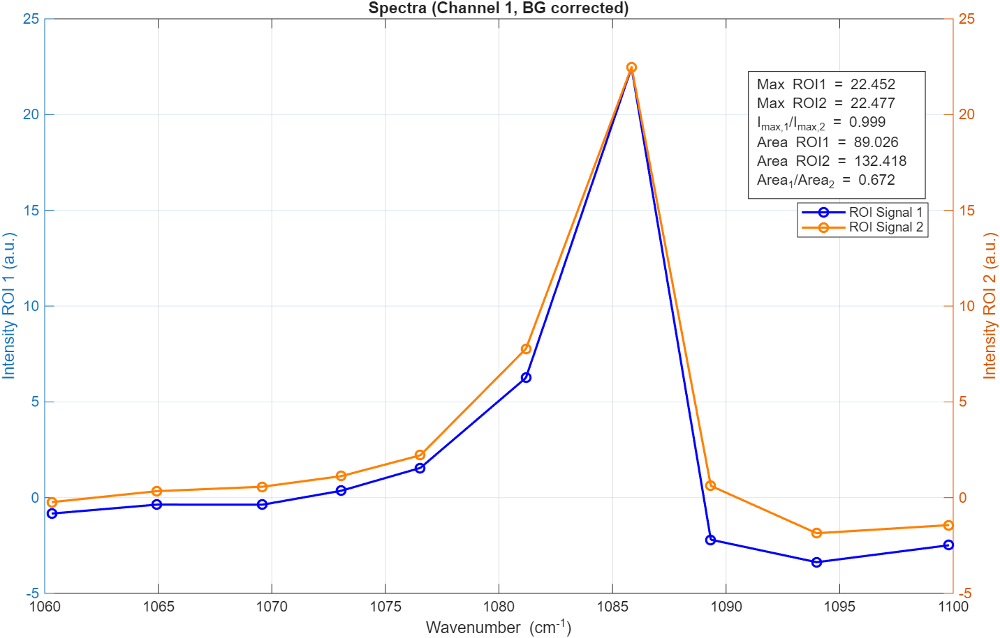 Spectra (Channel 1, BG corrected)
25
20
15
10
5
0
-5
Intensity ROI 1 (a.u.)
25
20
15
10
5
0
-5
Intensity ROI 2 (a.u.)
Max ROI1 = 22.452
Max ROI2 = 22.477
Imax,1/Imax,2 = 0.999
Area ROI1 = 89.026
Area ROI2 = 132.418
Area1/Area2 = 0.672
ROI Signal 1
ROI Signal 2
1060 1065 1070 1075 1080 1085 1090 1095 1100
Wavenumber (cm-1)